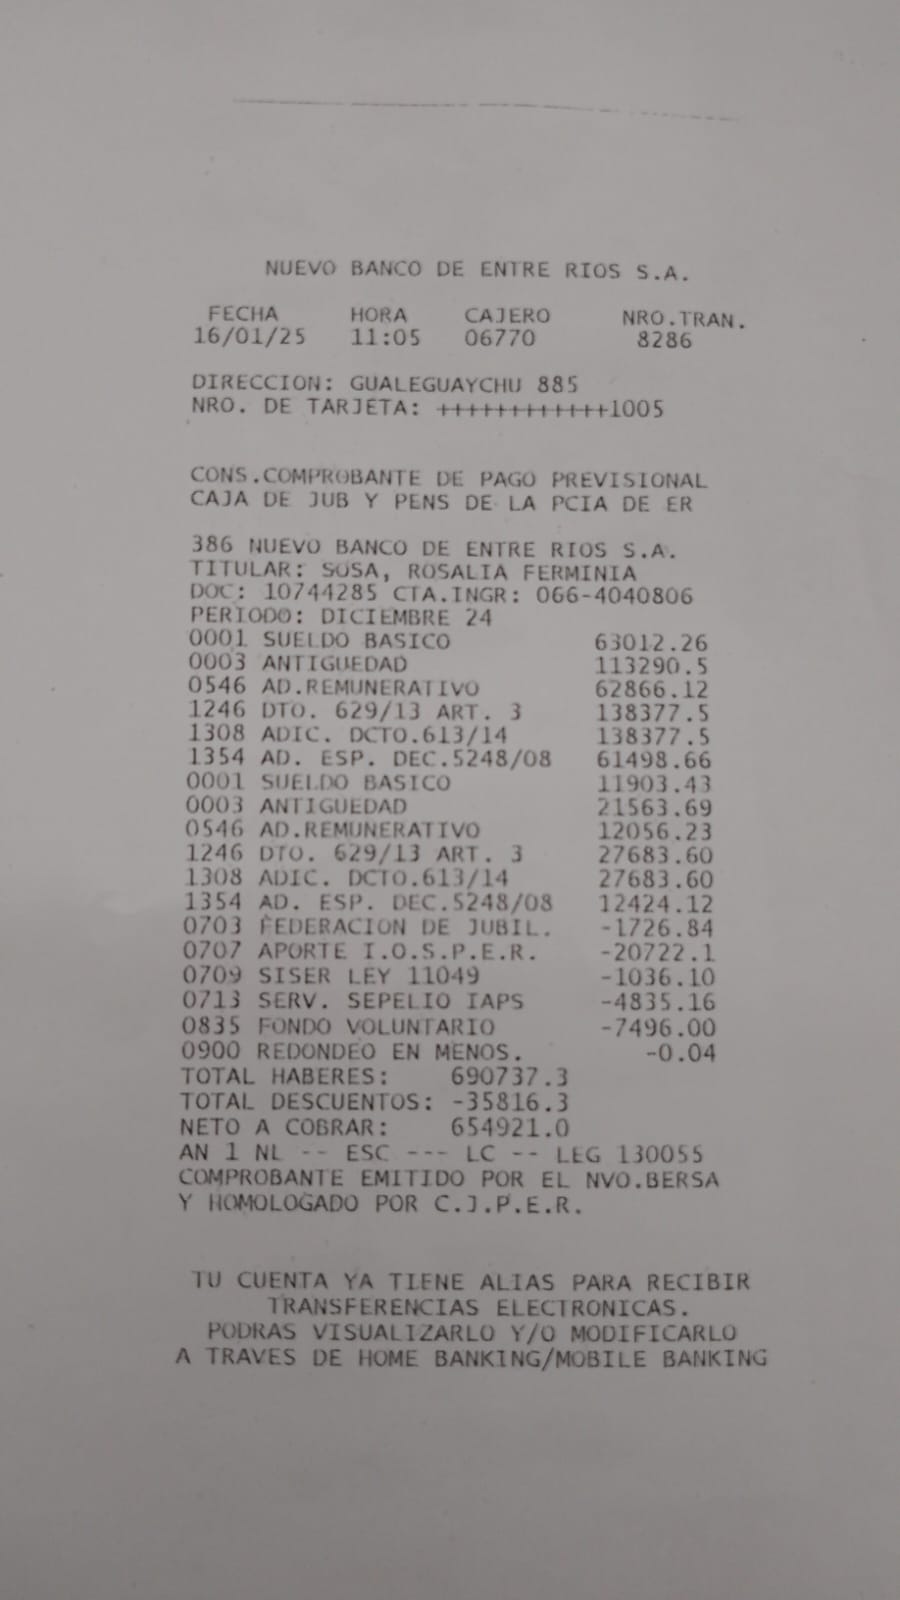 NUEVO BANCO DE ENTRE RIOS S.A.
FECHA HORA CAJERO NRO.TRAN.
16/01/25 11:05 06770 8286
DIRECCION: GUALEGUAYCHU 885
NRO. DE TARJETA: ++++++++++++1005
CONS.COMPROBANTE DE PAGO PREVISIONAL
CAJA DE JUB Y PENS DE LA PCIA DE ER
386 NUEVO BANCO DE ENTRE RIOS S.A.
TITULAR: SOSA, ROSALIA FERMINIA
DOC: 10744285 CTA.INGR: 066-4040806
PERIODO: DICIEMBRE 24
0001 SUELDO BASICO 63012.26
0003 ANTIGUEDAD 113290.5
0546 AD.REMUNERATIVO 62866.12
1246 DTO. 629/13 ART. 3 138377.5
1308 ADIC. DCTO.613/14 138377.5
1354 AD. ESP. DEC.5248/08 61498.66
0001 SUELDO BASICO 11903.43
0003 ANTIGUEDAD 21563.69
0546 AD.REMUNERATIVO 12056.23
1246 DTO. 629/13 ART. 3 27683.60
1308 ADIC. DCTO.613/14 27683.60
1354 AD. ESP. DEC.5248/08 12424.12
0703 FEDERACION DE JUBIL. -1726.84
0707 APORTE I.O.S.P.E.R. -20722.1
0709 SISER LEY 11049 -1036.10
0713 SERV. SEPELIO IAPS -4835.16
0835 FONDO VOLUNTARIO -7496.00
0900 REDONDEO EN MENOS. -0.04
TOTAL HABERES: 690737.3
TOTAL DESCUENTOS: -35816.3
NETO A COBRAR: 654921.0
AN 1 NL -- ESC --- LC -- LEG 130055
COMPROBANTE EMITIDO POR EL NVO.BERSA
Y HOMOLOGADO POR C.J.P.E.R.
TU CUENTA YA TIENE ALIAS PARA RECIBIR
TRANSFERENCIAS ELECTRONICAS.
PODRAS VISUALIZARLO Y/O MODIFICARLO
A TRAVES DE HOME BANKING/MOBILE BANKING